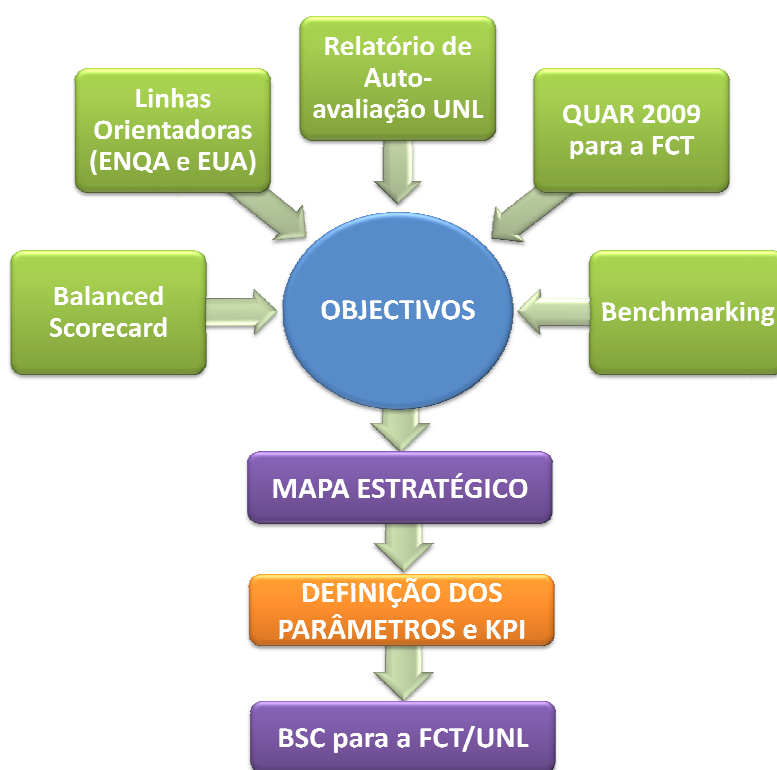 Relatório de
Auto-
avaliação UNL
Linhas
Orientadoras
(ENQA e EUA)
QUAR 2009
para a FCT
Balanced
Scorecard
OBJECTIVOS
Benchmarking
MAPA ESTRATÉGICO
DEFINIÇÃO DOS
PARÂMETROS e KPI
BSC para a FCT/UNL